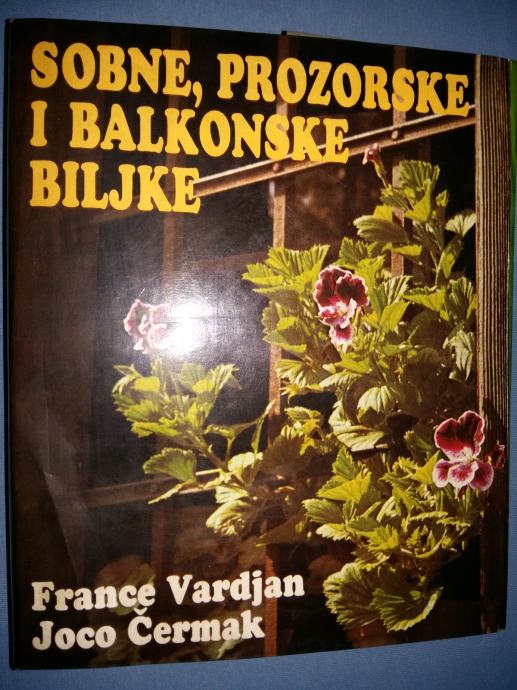 SOBNE, PROZORSKE
I BALKONSKE
BILJKE
France Vardjan
Joco Čermak